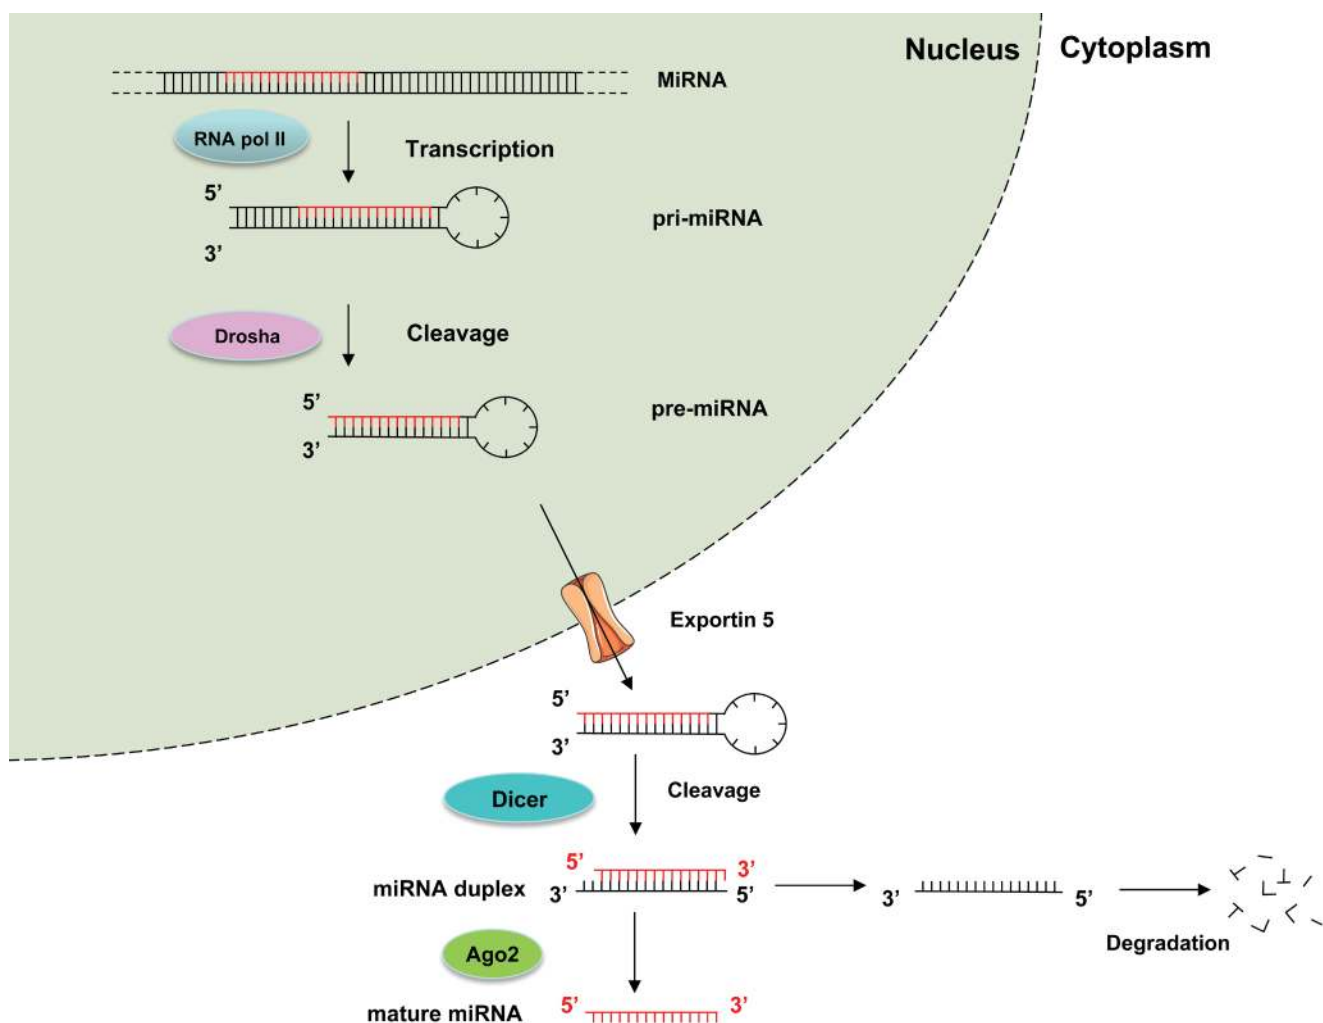 Nucleus
Cytoplasm
MiRNA
RNA pol II
Transcription
5’
pri-miRNA
3’
Drosha
Cleavage
5’
pre-miRNA
3’
Exportin 5
5’
3’
Cleavage
Dicer
5’ 3’
miRNA duplex
3’ 5’
3’ 5’
Degradation
Ago2
mature miRNA
5’ 3’